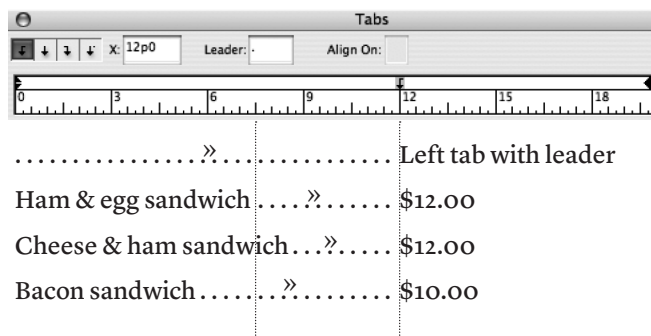 Tabs
X: 12p0 Leader: . Align On:
0 3 6 9 12 15 18
. . . . . . . . . . . . . . . . » . . . . . . . . . . . . . . . . Left tab with leader
Ham & egg sandwich . . . . . » . . . . . . $12.00
Cheese & ham sandwich . . . » . . . . . $12.00
Bacon sandwich . . . . . . . » . . . . . . . . $10.00